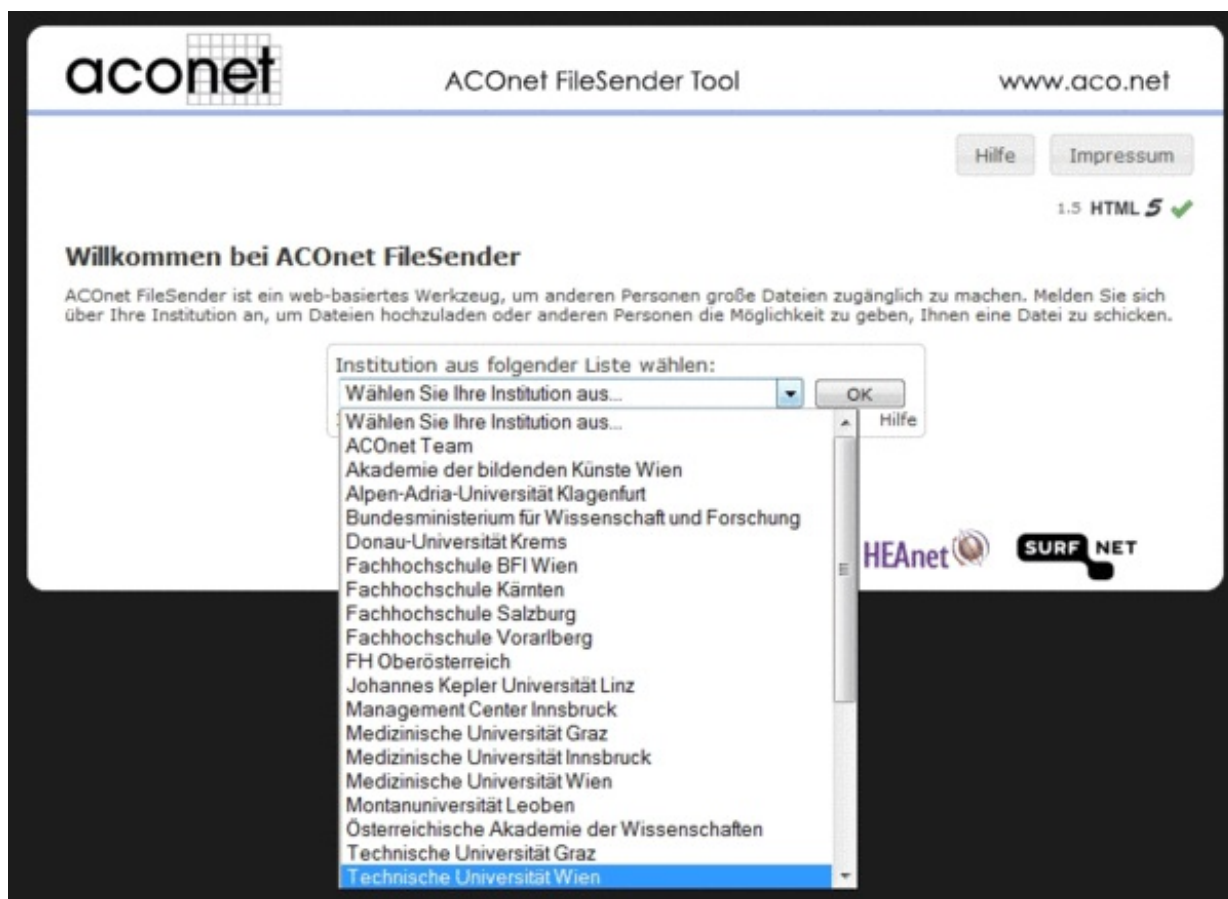 aconet
ACOnet FileSender Tool
www.aco.net
Hilfe
Impressum
1.5 HTML 5
Willkommen bei ACOnet FileSender
ACOnet FileSender ist ein web-basiertes Werkzeug, um anderen Personen große Dateien zugänglich zu machen. Melden Sie sich
über Ihre Institution an, um Dateien hochzuladen oder anderen Personen die Möglichkeit zu geben, Ihnen eine Datei zu schicken.
Institution aus folgender Liste wählen:
Wählen Sie Ihre Institution aus...
OK
Hilfe
Wählen Sie Ihre Institution aus...
ACOnet Team
Akademie der bildenden Künste Wien
Alpen-Adria-Universität Klagenfurt
Bundesministerium für Wissenschaft und Forschung
Donau-Universität Krems
Fachhochschule BFI Wien
Fachhochschule Kärnten
Fachhochschule Salzburg
Fachhochschule Vorarlberg
FH Oberösterreich
Johannes Kepler Universität Linz
Management Center Innsbruck
Medizinische Universität Graz
Medizinische Universität Innsbruck
Medizinische Universität Wien
Montanuniversität Leoben
Österreichische Akademie der Wissenschaften
Technische Universität Graz
Technische Universität Wien
HEAnet
SURF NET